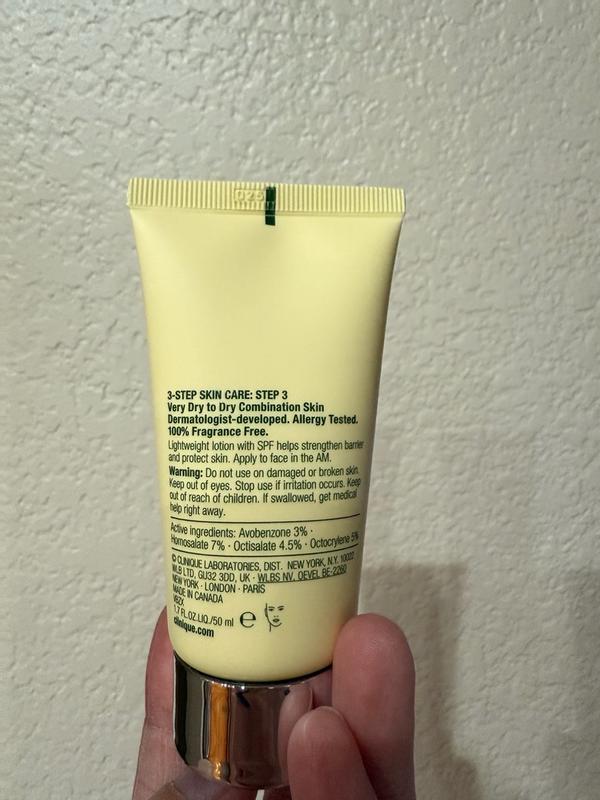 3-STEP SKIN CARE: STEP 3
Very Dry to Dry Combination Skin
Dermatologist-developed. Allergy Tested.
100% Fragrance Free.
Lightweight lotion with SPF helps strengthen barrier
and protect skin. Apply to face in the AM.
Warning: Do not use on damaged or broken skin.
Keep out of eyes. Stop use if irritation occurs. Keep
out of reach of children. If swallowed, get medical
help right away.
Active ingredients: Avobenzone 3% ·
Homosalate 7% · Octisalate 4.5% · Octocrylene 5%
© CLINIQUE LABORATORIES, DIST. NEW YORK, N.Y. 10022
WLB LTD, GU32 3DD, UK · WLBS NV, OEVEL BE-2260
NEW YORK · LONDON · PARIS
MADE IN CANADA
V8ZX
1.7 FL.OZ.LIQ./50 ml e
clinique.com